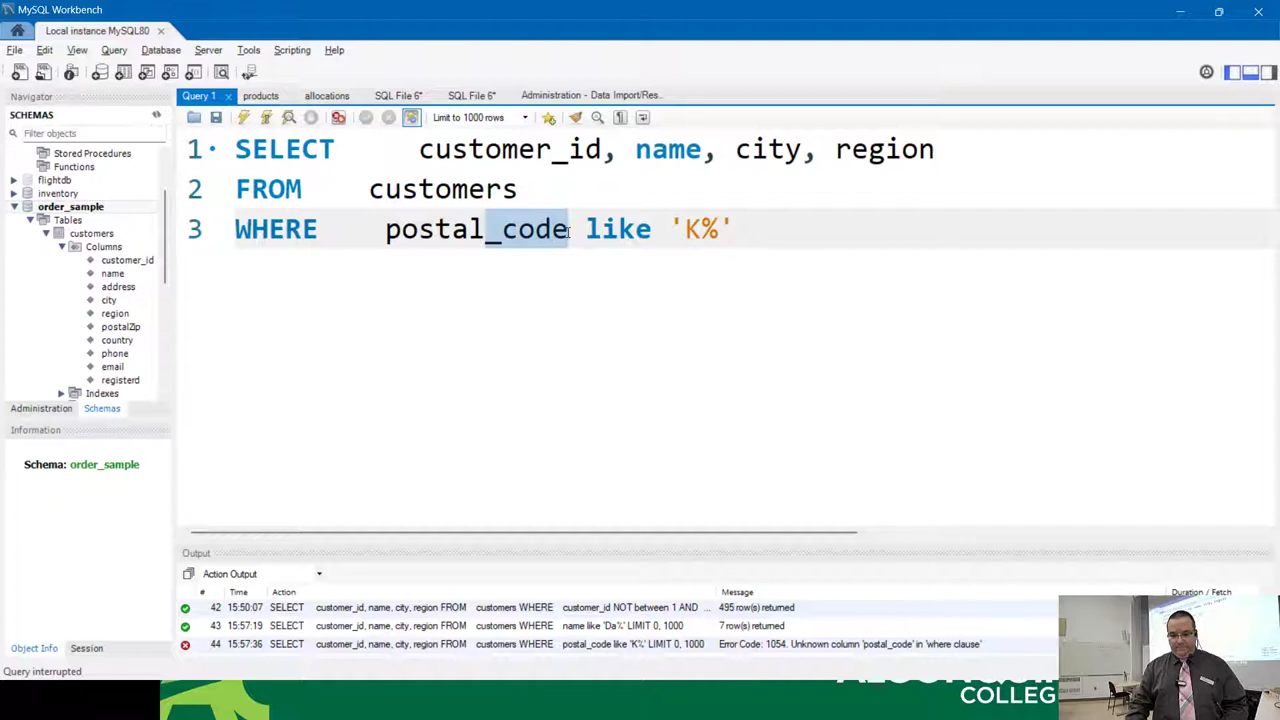 MySQL Workbench
Local instance MySQL80
File Edit View Query Database Server Tools Scripting Help
Navigator
SCHEMAS
Filter objects
Stored Procedures
Functions
flightdb
inventory
order_sample
Tables
customers
Columns
customer_id
name
address
city
region
postalZip
country
phone
email
registerd
Indexes
Administration Schemas
Information
Schema: order_sample
Object Info Session
Query interrupted
Query 1 products allocations SQL File 6* SQL File 6* Administration - Data Import/Res...
Limit to 1000 rows
1 SELECT customer_id, name, city, region
2 FROM customers
3 WHERE postal_code like 'K%'
Output
Action Output
# Time Action Message Duration / Fetch
42 15:50:07 SELECT customer_id, name, city, region FROM customers WHERE customer_id NOT between 1 AND ... 495 row(s) returned
43 15:57:19 SELECT customer_id, name, city, region FROM customers WHERE name like 'Da%' LIMIT 0, 1000 7 row(s) returned
44 15:57:36 SELECT customer_id, name, city, region FROM customers WHERE postal_code like 'K%' LIMIT 0, 1000 Error Code: 1054. Unknown column 'postal_code' in 'where clause'
COLLEG